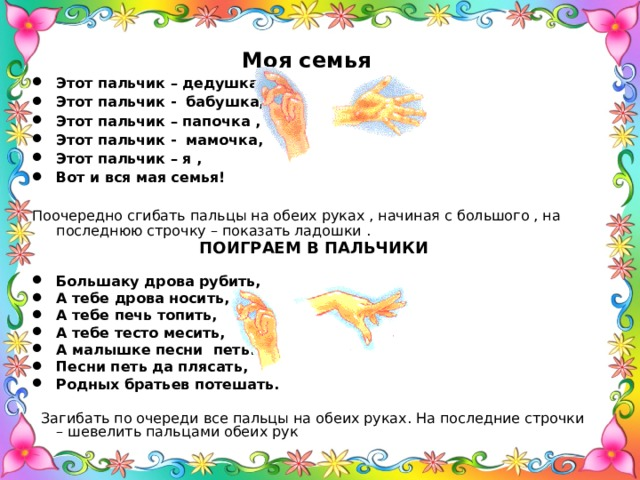 Моя семья
Этот пальчик – дедушка
Этот пальчик - бабушка,
Этот пальчик – папочка ,
Этот пальчик - мамочка,
Этот пальчик – я ,
Вот и вся мая семья!
Поочередно сгибать пальцы на обеих руках , начиная с большого , на
последнюю строчку – показать ладошки .
ПОИГРАЕМ В ПАЛЬЧИКИ
Большаку дрова рубить,
А тебе дрова носить,
А тебе печь топить,
А тебе тесто месить,
А малышке песни петь.
Песни петь да плясать,
Родных братьев потешать.
Загибать по очереди все пальцы на обеих руках. На последние строчки
– шевелить пальцами обеих рук